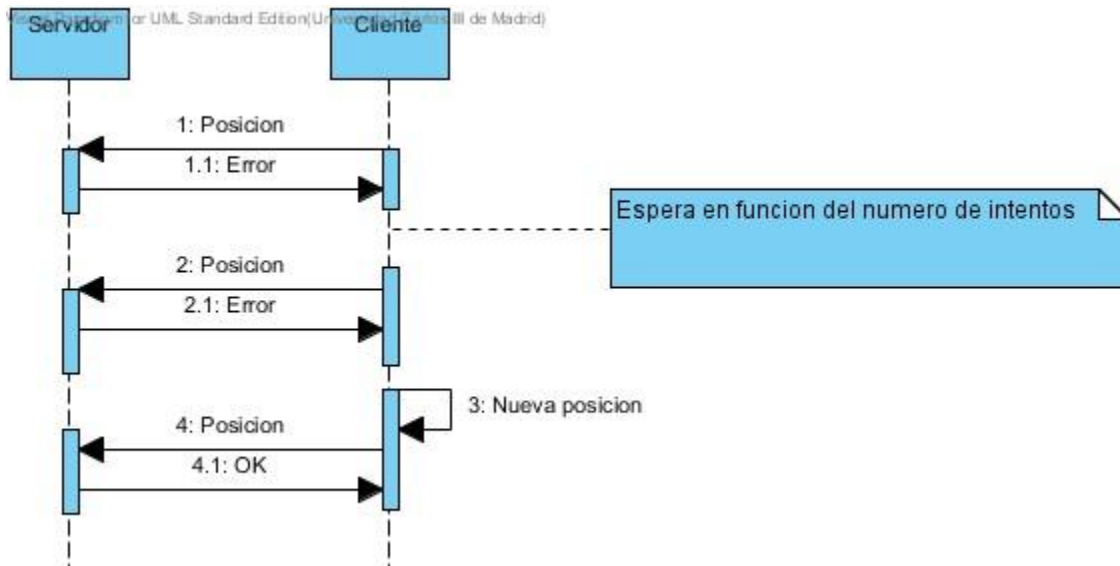 or UML Standard Edition(
de Madrid)
Servidor
Cliente
1: Posicion
1.1: Error
Espera en funcion del numero de intentos
2: Posicion
2.1: Error
3: Nueva posicion
4: Posicion
4.1: OK